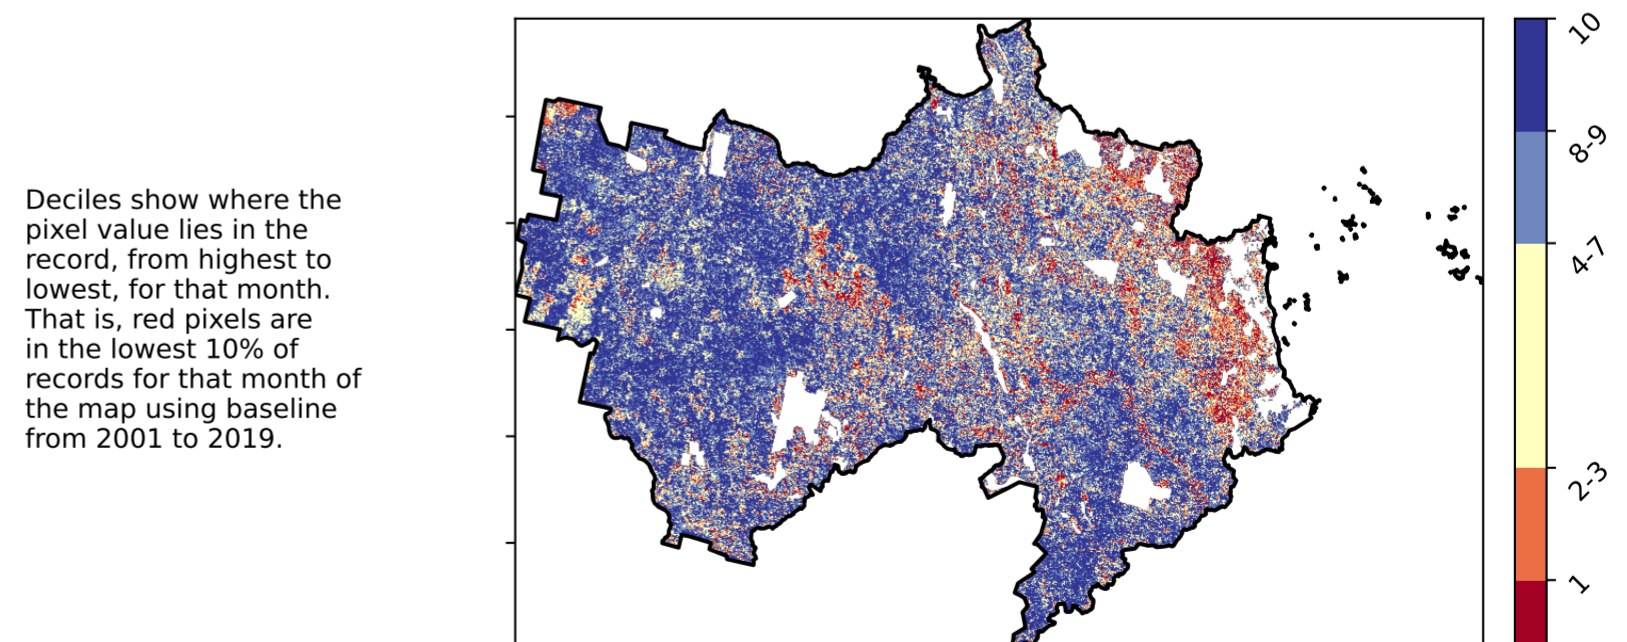 Deciles show where the
pixel value lies in the
record, from highest to
lowest, for that month.
That is, red pixels are
in the lowest 10% of
records for that month of
the map using baseline
from 2001 to 2019.
10
8-9
4-7
2-3
1